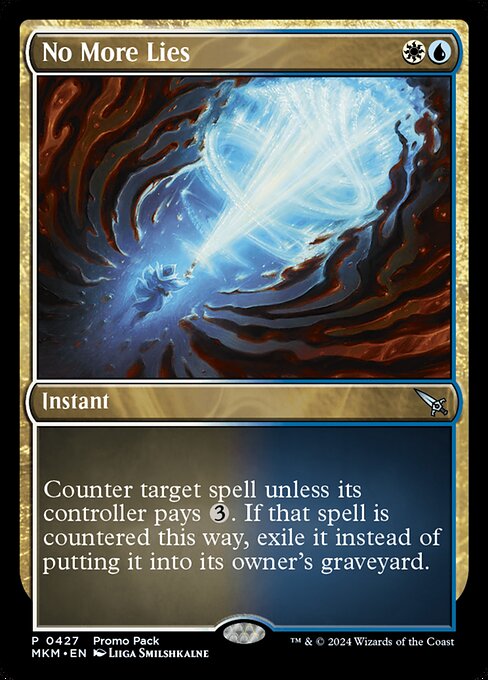 No More Lies
Instant
Counter target spell unless its
controller pays 3. If that spell is
countered this way, exile it instead of
putting it into its owner's graveyard.
P 0427 Promo Pack
MKM • EN Liiga Smilshkalne
™ & © 2024 Wizards of the Coast